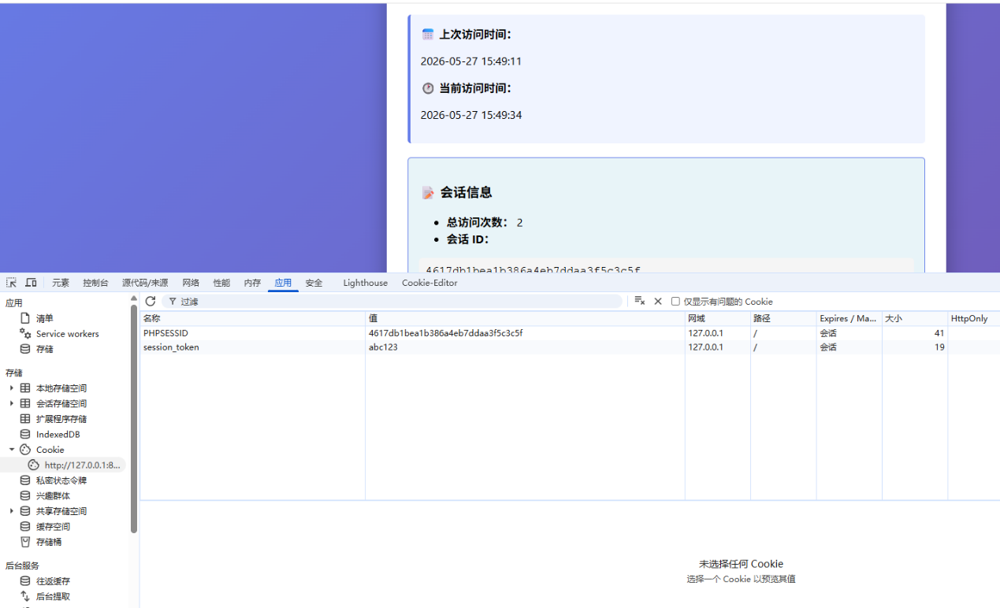 上次访问时间：
2026-05-27 15:49:11
当前访问时间：
2026-05-27 15:49:34
会话信息
• 总访问次数： 2
• 会话 ID：
4617db1bea1b386a4eb7ddaa3f5c3c5f
元素 控制台 源代码/来源 网络 性能 内存 应用 安全 Lighthouse Cookie-Editor
应用
清单
Service workers
存储
存储
本地存储空间
会话存储空间
扩展程序存储
IndexedDB
Cookie
http://127.0.0.1:8...
私密状态令牌
兴趣群体
共享存储空间
缓存空间
存储桶
后台服务
往返缓存
后台提取
过滤 仅显示有问题的 Cookie
名称 值 网域 路径 Expires / Ma... 大小 HttpOnly
PHPSESSID 4617db1bea1b386a4eb7ddaa3f5c3c5f 127.0.0.1 / 会话 41
session_token abc123 127.0.0.1 / 会话 19
未选择任何 Cookie
选择一个 Cookie 以预览其值